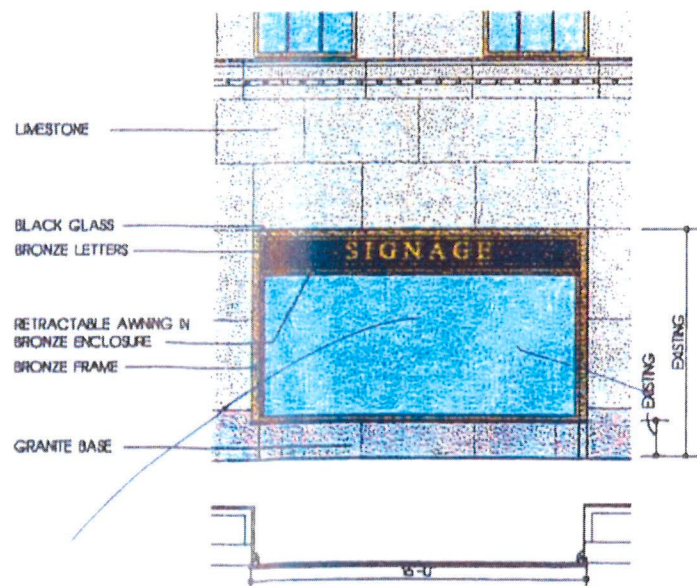 LIMESTONE
BLACK GLASS
BRONZE LETTERS
SIGNAGE
RETRACTABLE AWNING IN
BRONZE ENCLOSURE
BRONZE FRAME
GRANITE BASE
EXISTING
EXISTING